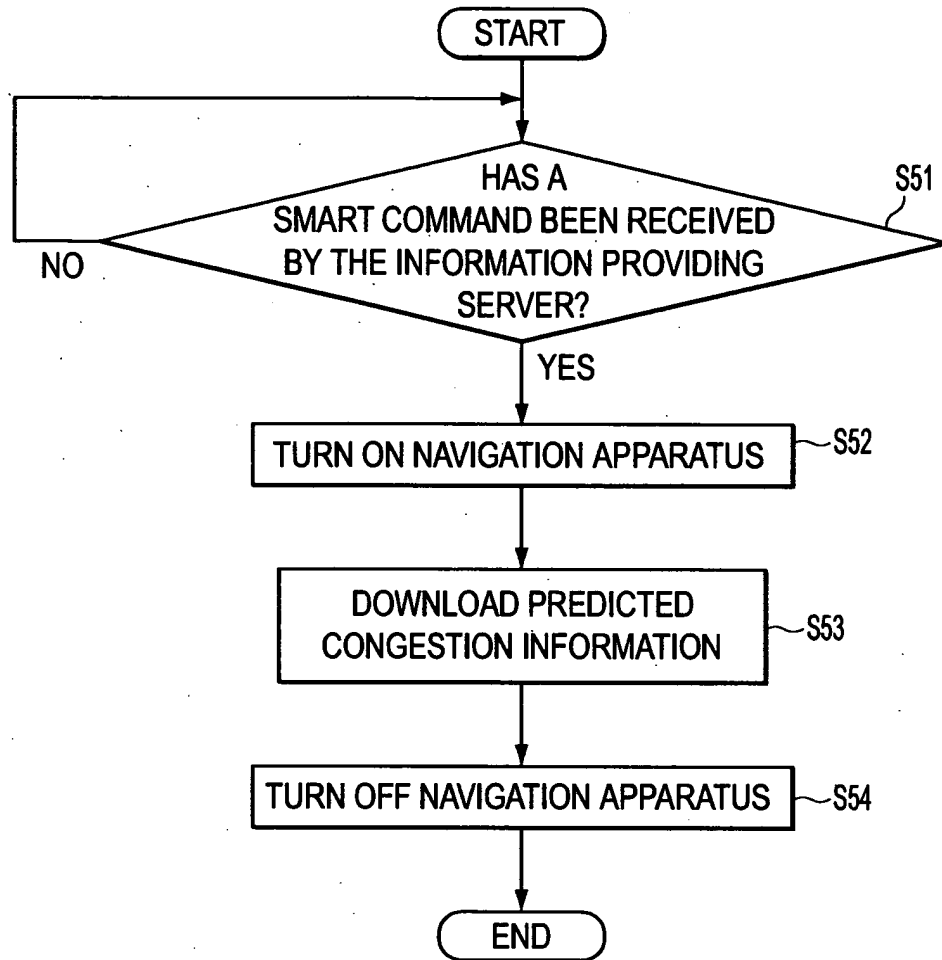 START
HAS A
SMART COMMAND BEEN RECEIVED
BY THE INFORMATION PROVIDING
SERVER?
S51
NO
YES
TURN ON NAVIGATION APPARATUS
S52
DOWNLOAD PREDICTED
CONGESTION INFORMATION
S53
TURN OFF NAVIGATION APPARATUS
S54
END